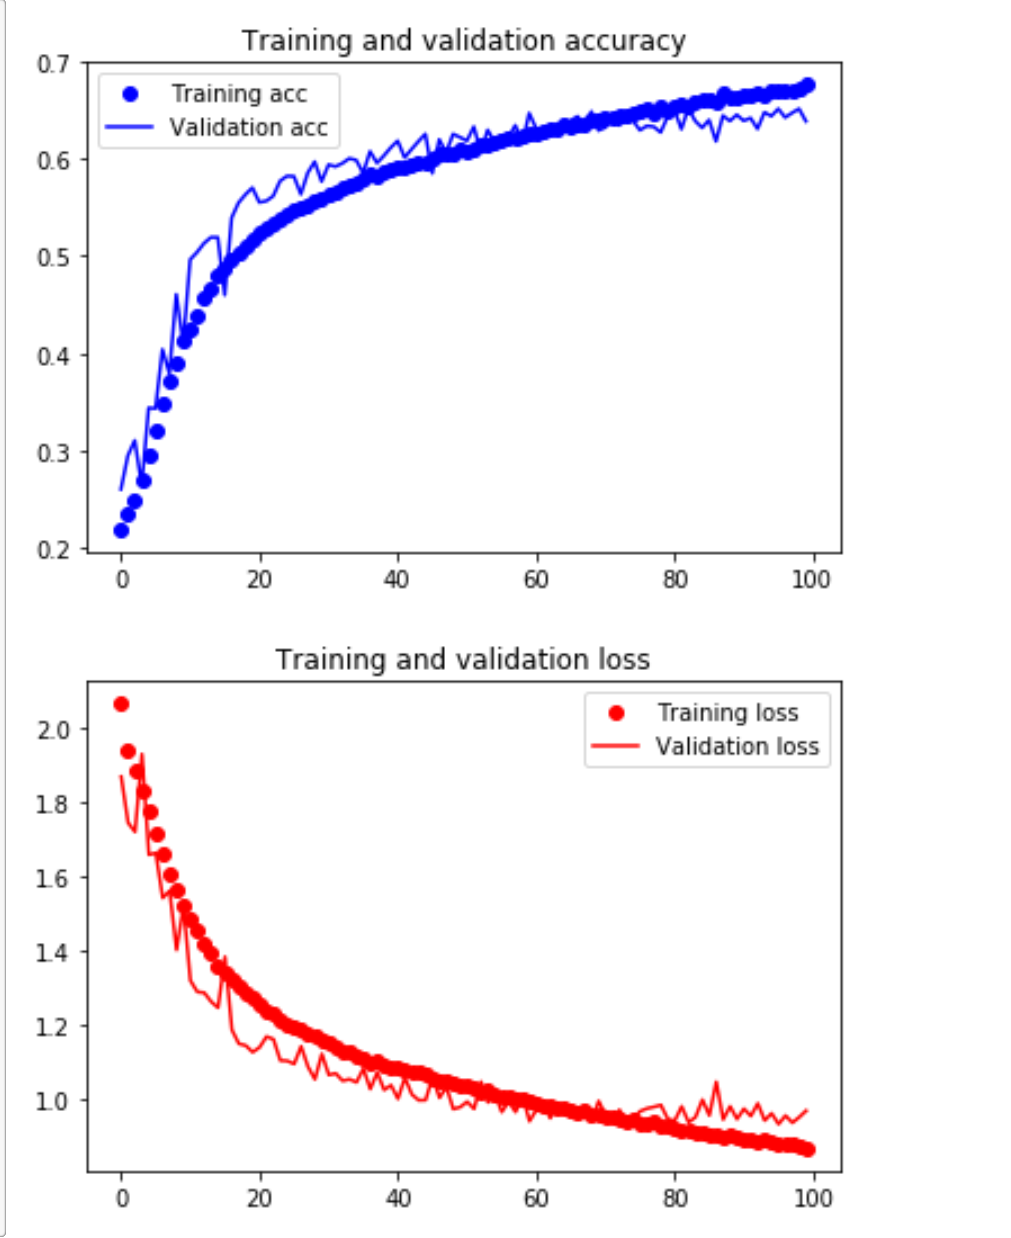 Training and validation accuracy
0.7
Training acc
Validation acc
0.6
0.5
0.4
0.3
0.2
0 20 40 60 80 100
Training and validation loss
Training loss
Validation loss
2.0
1.8
1.6
1.4
1.2
1.0
0 20 40 60 80 100